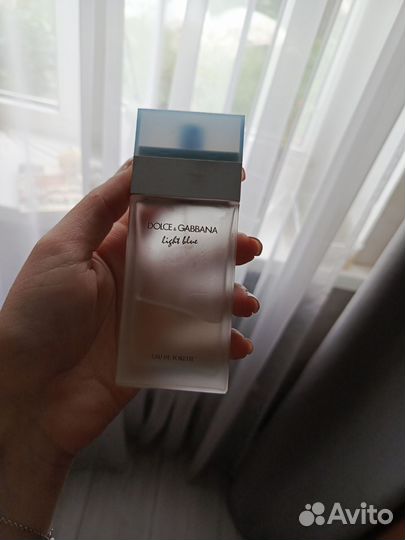 DOLCE & GABBANA
light blue
EAU DE TOILETTE
Avito